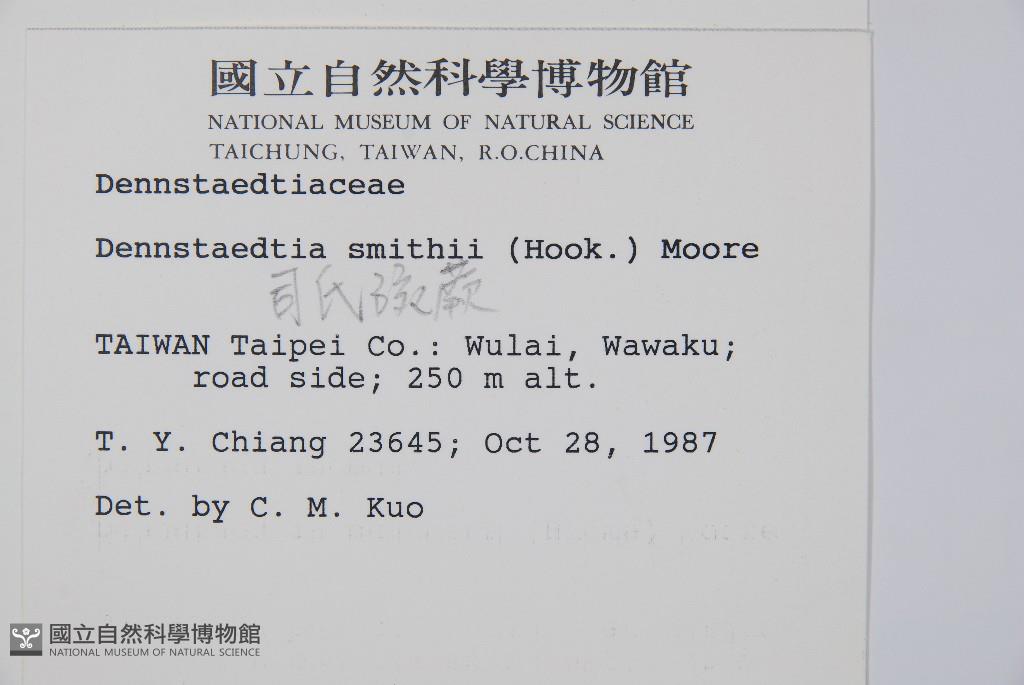 國立自然科學博物館
NATIONAL MUSEUM OF NATURAL SCIENCE
TAICHUNG, TAIWAN, R.O.CHINA
Dennstaedtiaceae
Dennstaedtia smithii (Hook.) Moore
司氏碗蕨
TAIWAN Taipei Co.: Wulai, Wawaku;
road side; 250 m alt.
T. Y. Chiang 23645; Oct 28, 1987
Det. by C. M. Kuo
國立自然科學博物館
NATIONAL MUSEUM OF NATURAL SCIENCE